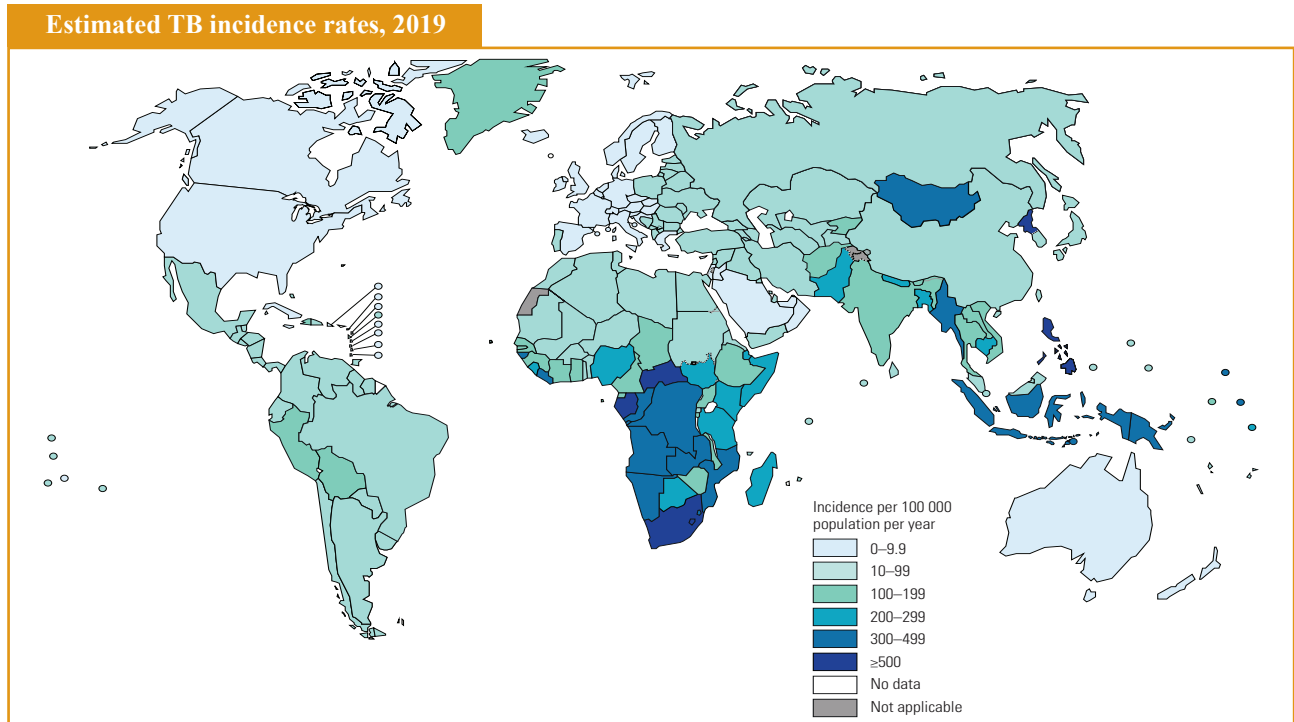 Estimated TB incidence rates, 2019
Incidence per 100 000
population per year
0–9.9
10–99
100–199
200–299
300–499
≥500
No data
Not applicable